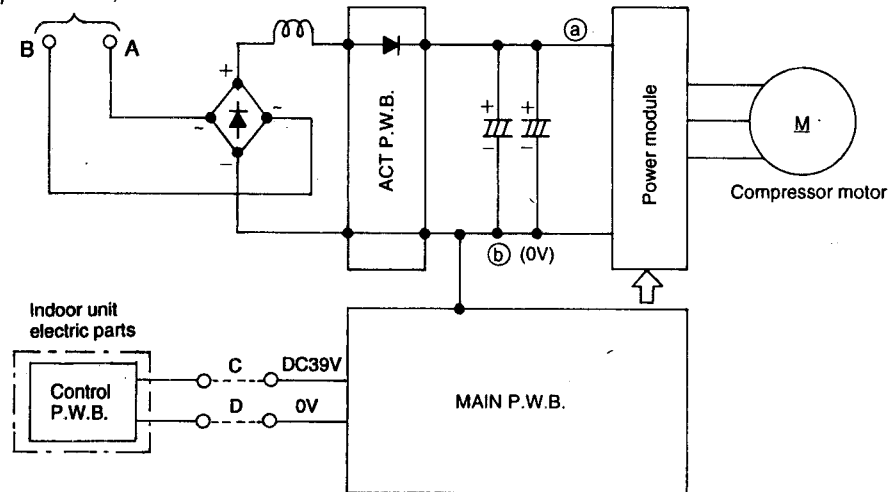 B
A
+
~
~
−
ACT P.W.B.
+
−
+
−
ⓐ
ⓑ (0V)
Power module
M
Compressor motor
Indoor unit
electric parts
Control
P.W.B.
C
DC39V
D
0V
MAIN P.W.B.